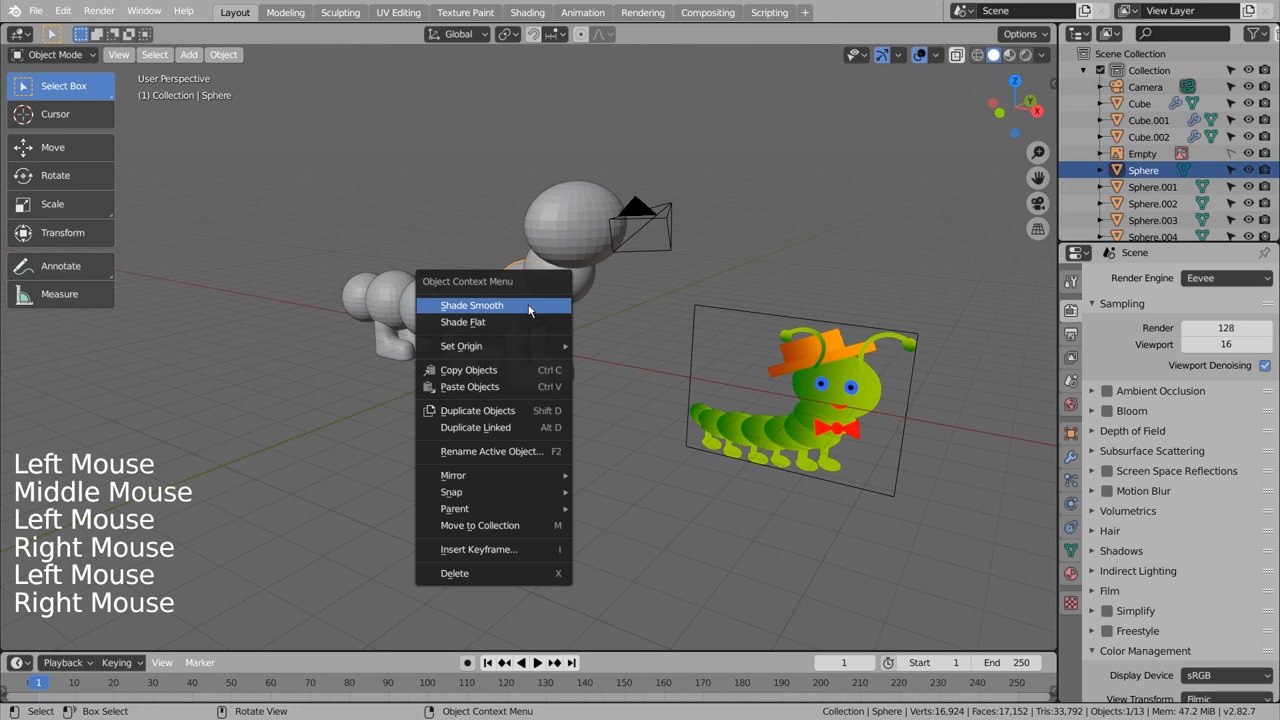 File Edit Render Window Help Layout Modeling Sculpting UV Editing Texture Paint Shading Animation Rendering Compositing Scripting + Scene View Layer
Global Options
Object Mode View Select Add Object
User Perspective
(1) Collection | Sphere
Select Box
Cursor
Move
Rotate
Scale
Transform
Annotate
Measure
Z
Y
X
Object Context Menu
Shade Smooth
Shade Flat
Set Origin
Copy Objects Ctrl C
Paste Objects Ctrl V
Duplicate Objects Shift D
Duplicate Linked Alt D
Rename Active Object... F2
Mirror
Snap
Parent
Move to Collection M
Insert Keyframe... I
Delete X
Left Mouse
Middle Mouse
Left Mouse
Right Mouse
Left Mouse
Right Mouse
Scene Collection
Collection
Camera
Cube
Cube.001
Cube.002
Empty
Sphere
Sphere.001
Sphere.002
Sphere.003
Sphere.004
Scene
Render Engine Eevee
Sampling
Render 128
Viewport 16
Viewport Denoising
Ambient Occlusion
Bloom
Depth of Field
Subsurface Scattering
Screen Space Reflections
Motion Blur
Volumetrics
Hair
Shadows
Indirect Lighting
Film
Simplify
Freestyle
Color Management
Display Device sRGB
View Transform Filmic
Playback Keying View Marker 1 Start 1 End 250
1 10 20 30 40 50 60 70 80 90 100 110 120 130 140 150 160 170 180 190 200 210 220 230 240 250
Select Box Select Rotate View Object Context Menu Collection | Sphere | Verts:16,924 | Faces:17,152 | Tris:33,792 | Objects:1/13 | Mem: 47.2 MiB | v2.82.7